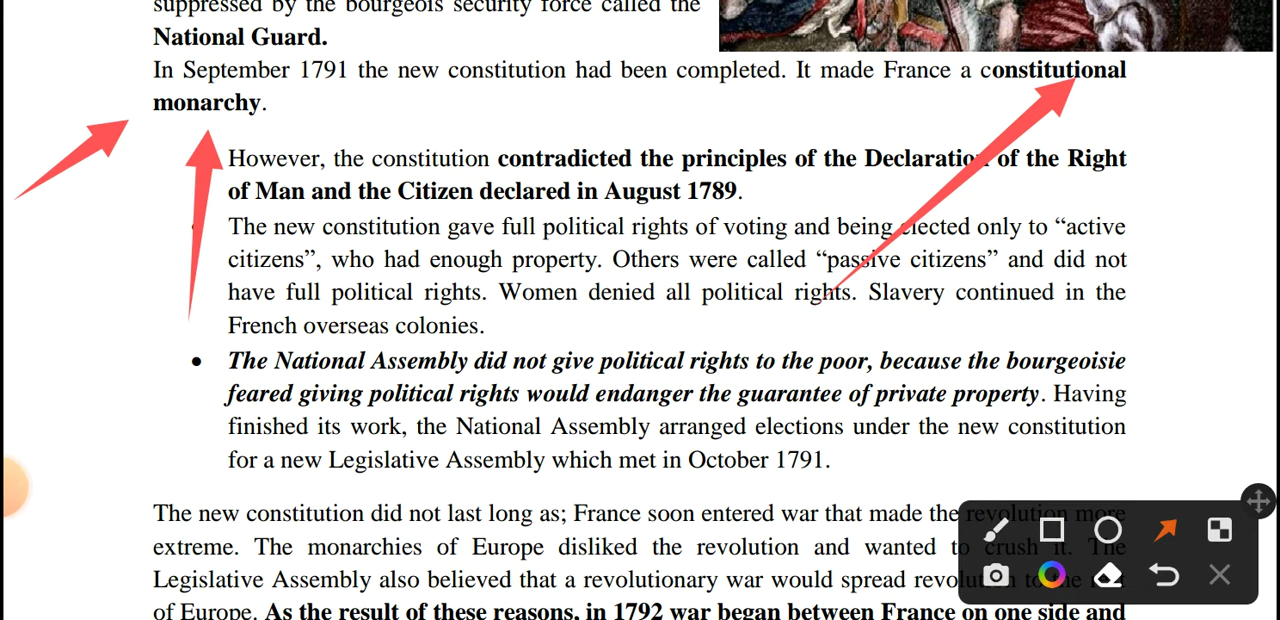 suppressed by the bourgeois security force called the
National Guard.
In September 1791 the new constitution had been completed. It made France a constitutional
monarchy.
However, the constitution contradicted the principles of the Declaration of the Right
of Man and the Citizen declared in August 1789.
The new constitution gave full political rights of voting and being elected only to “active
citizens”, who had enough property. Others were called “passive citizens” and did not
have full political rights. Women denied all political rights. Slavery continued in the
French overseas colonies.
• The National Assembly did not give political rights to the poor, because the bourgeoisie
feared giving political rights would endanger the guarantee of private property. Having
finished its work, the National Assembly arranged elections under the new constitution
for a new Legislative Assembly which met in October 1791.
The new constitution did not last long as; France soon entered war that made the revolution more
extreme. The monarchies of Europe disliked the revolution and wanted to crush it. The
Legislative Assembly also believed that a revolutionary war would spread revolution to the
of Europe. As the result of these reasons, in 1792 war began between France on one side and